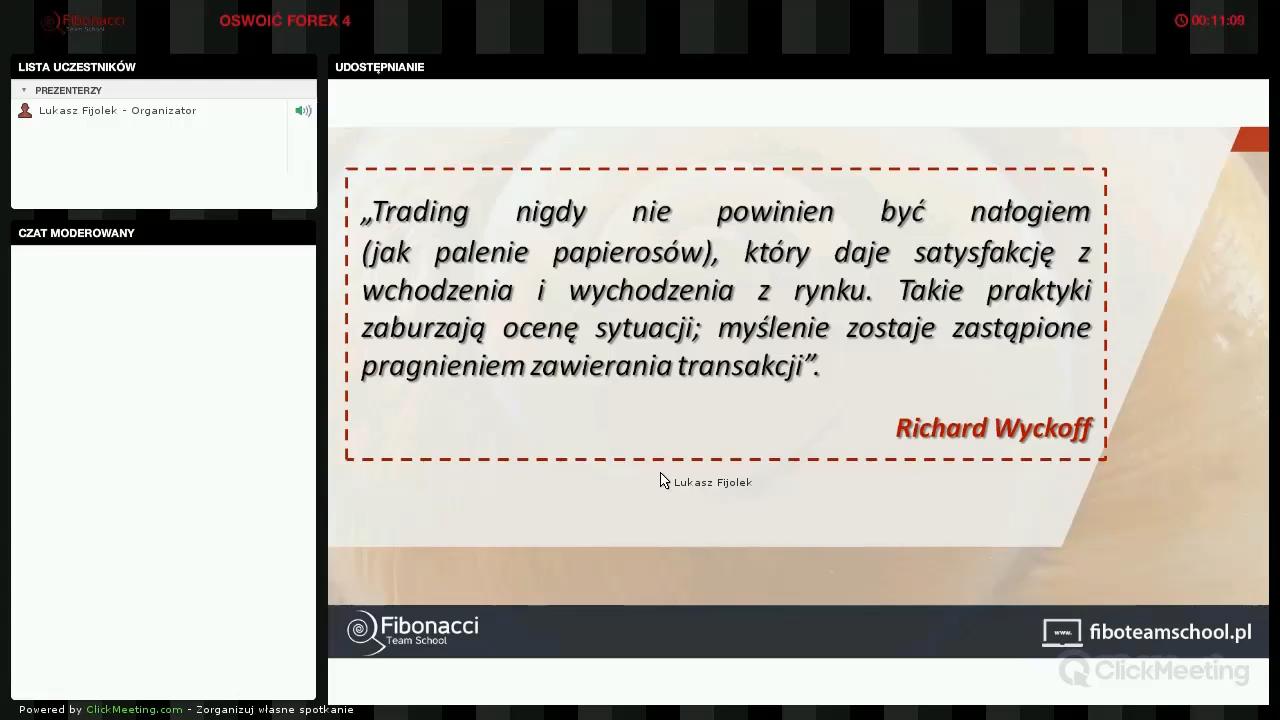 Fibonacci
Team School
OSWOIĆ FOREX 4
00:11:09
LISTA UCZESTNIKÓW
PREZENTERZY
Lukasz Fijolek - Organizator
CZAT MODEROWANY
UDOSTĘPNIANIE
„Trading nigdy nie powinien być nałogiem
(jak palenie papierosów), który daje satysfakcję z
wchodzenia i wychodzenia z rynku. Takie praktyki
zaburzają ocenę sytuacji; myślenie zostaje zastąpione
pragnieniem zawierania transakcji”.
Richard Wyckoff
Lukasz Fijolek
Fibonacci
Team School
www.
fiboteamschool.pl
ClickMeeting
Powered by ClickMeeting.com - Zorganizuj własne spotkanie